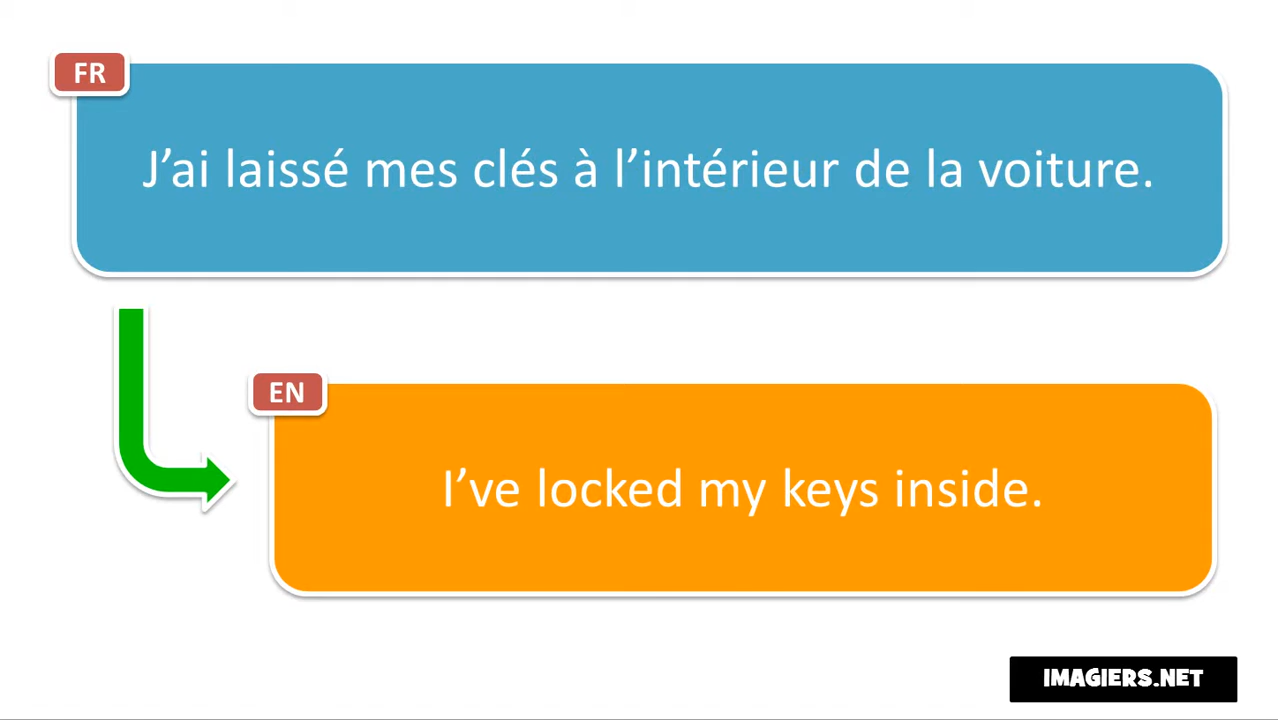 FR
J’ai laissé mes clés à l’intérieur de la voiture.
EN
I’ve locked my keys inside.
IMAGIERS.NET